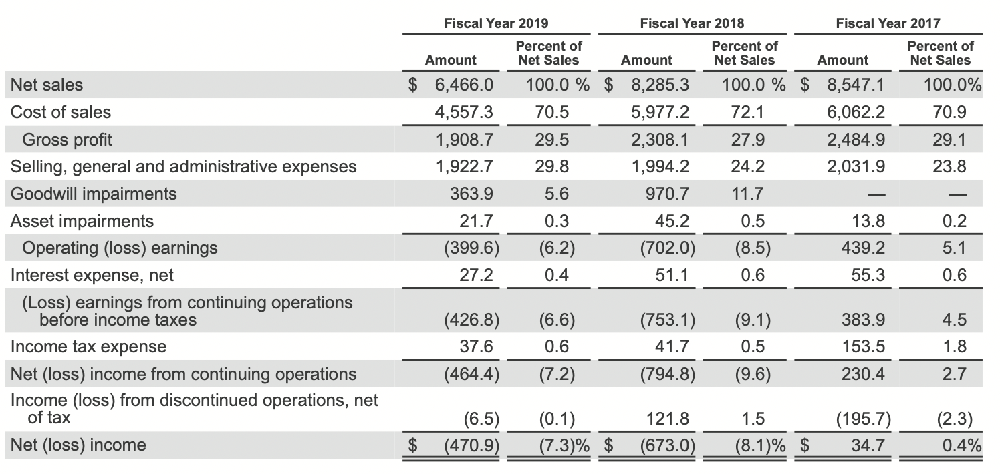 Fiscal Year 2019 Fiscal Year 2018 Fiscal Year 2017
Percent of Percent of Percent of
Amount Net Sales Amount Net Sales Amount Net Sales
Net sales $ 6,466.0 100.0 % $ 8,285.3 100.0 % $ 8,547.1 100.0%
Cost of sales 4,557.3 70.5 5,977.2 72.1 6,062.2 70.9
Gross profit 1,908.7 29.5 2,308.1 27.9 2,484.9 29.1
Selling, general and administrative expenses 1,922.7 29.8 1,994.2 24.2 2,031.9 23.8
Goodwill impairments 363.9 5.6 970.7 11.7 — —
Asset impairments 21.7 0.3 45.2 0.5 13.8 0.2
Operating (loss) earnings (399.6) (6.2) (702.0) (8.5) 439.2 5.1
Interest expense, net 27.2 0.4 51.1 0.6 55.3 0.6
(Loss) earnings from continuing operations
before income taxes (426.8) (6.6) (753.1) (9.1) 383.9 4.5
Income tax expense 37.6 0.6 41.7 0.5 153.5 1.8
Net (loss) income from continuing operations (464.4) (7.2) (794.8) (9.6) 230.4 2.7
Income (loss) from discontinued operations, net
of tax (6.5) (0.1) 121.8 1.5 (195.7) (2.3)
Net (loss) income $ (470.9) (7.3)% $ (673.0) (8.1)% $ 34.7 0.4%